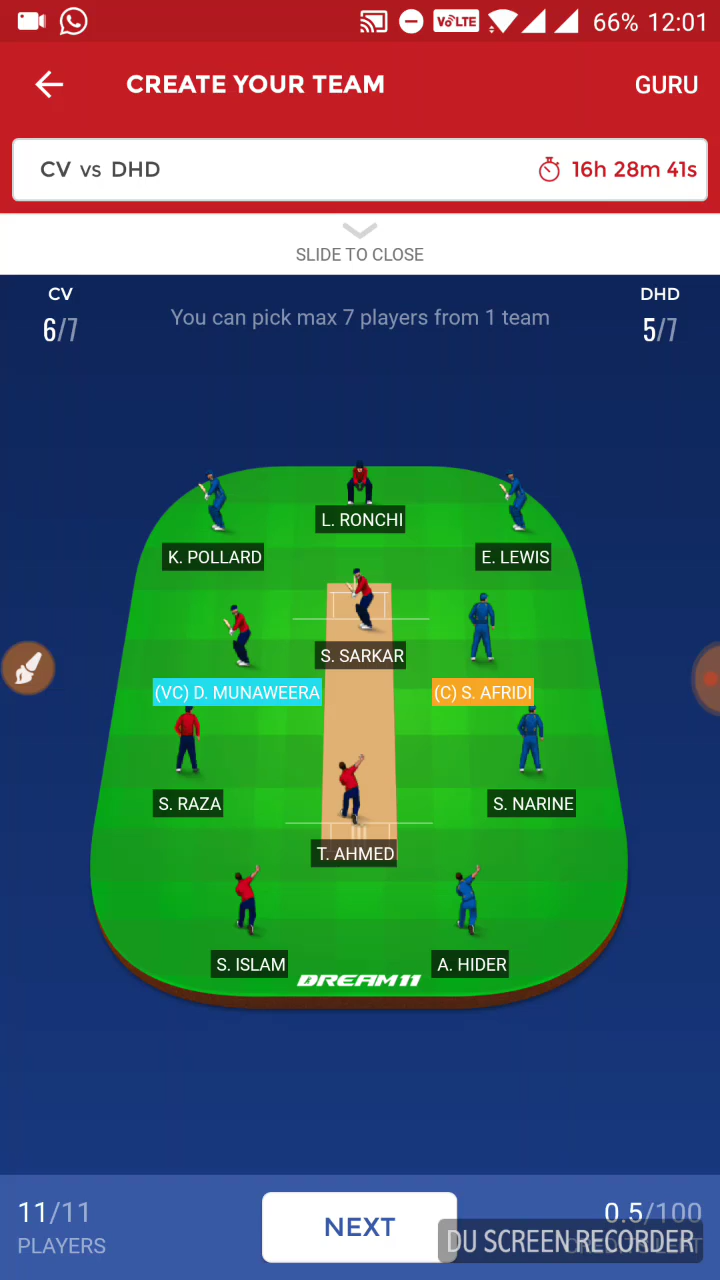 VoLTE 66% 12:01
CREATE YOUR TEAM GURU
CV vs DHD 16h 28m 41s
SLIDE TO CLOSE
CV DHD
You can pick max 7 players from 1 team
6/7 5/7
L. RONCHI
K. POLLARD E. LEWIS
S. SARKAR
(VC) D. MUNAWEERA (C) S. AFRIDI
S. RAZA S. NARINE
T. AHMED
S. ISLAM A. HIDER
DREAM11
11/11 0.5/100
NEXT
PLAYERS
DU SCREEN RECORDER